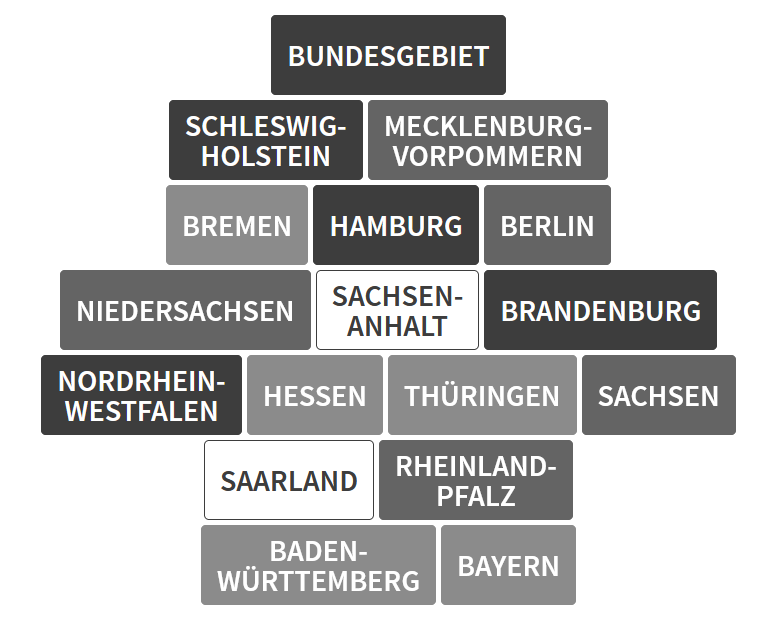 BUNDESGEBIET
SCHLESWIG-
HOLSTEIN
MECKLENBURG-
VORPOMMERN
BREMEN
HAMBURG
BERLIN
NIEDERSACHSEN
SACHSEN-
ANHALT
BRANDENBURG
NORDRHEIN-
WESTFALEN
HESSEN
THÜRINGEN
SACHSEN
SAARLAND
RHEINLAND-
PFALZ
BADEN-
WÜRTTEMBERG
BAYERN